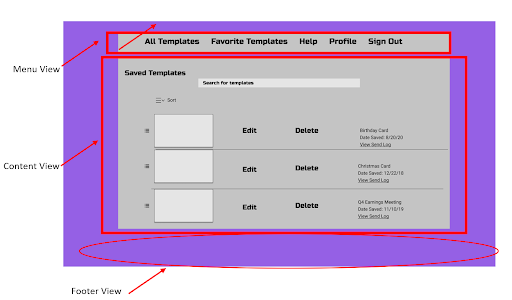 All Templates Favorite Templates Help Profile Sign Out
Menu View
Saved Templates
Search for templates
Sort
Birthday Card
Edit Delete Date Saved: 8/20/20
View Send Log
Content View
Christmas Card
Edit Delete Date Saved: 12/22/18
View Send Log
Q4 Earnings Meeting
Edit Delete Date Saved: 11/10/19
View Send Log
Footer View